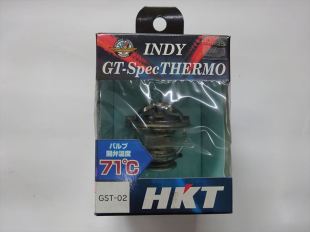 INDY
GT-SpecTHERMO
バルブ
開弁温度
71℃
GST-02
HKT